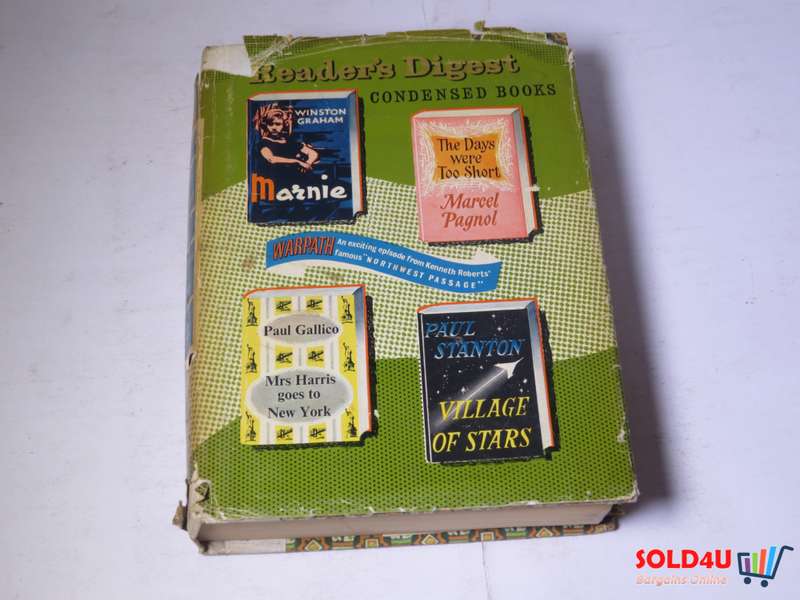 Reader's Digest
CONDENSED BOOKS
WINSTON
GRAHAM
Marnie
The Days
were
Too Short
Marcel
Pagnol
WARPATH An exciting episode from Kenneth Roberts'
famous "NORTHWEST PASSAGE"
Paul Gallico
Mrs Harris
goes to
New York
PAUL
STANTON
VILLAGE
OF STARS
SOLD4U
Bargains Online